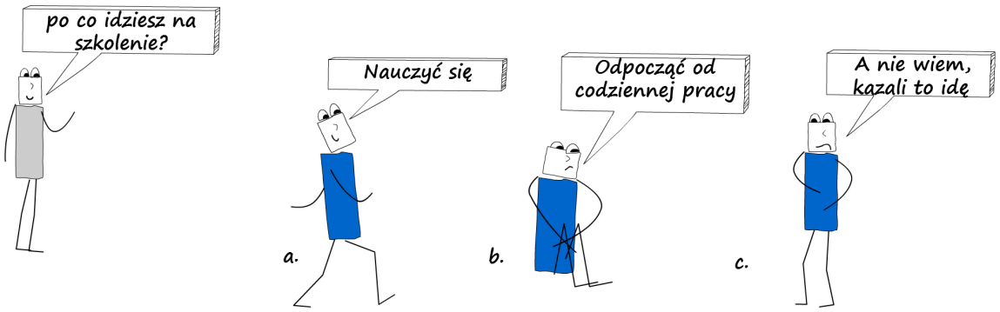 po co idziesz na
szkolenie?
Nauczyć się
Odpocząć od
codziennej pracy
A nie wiem,
kazali to idę
a.
b.
c.